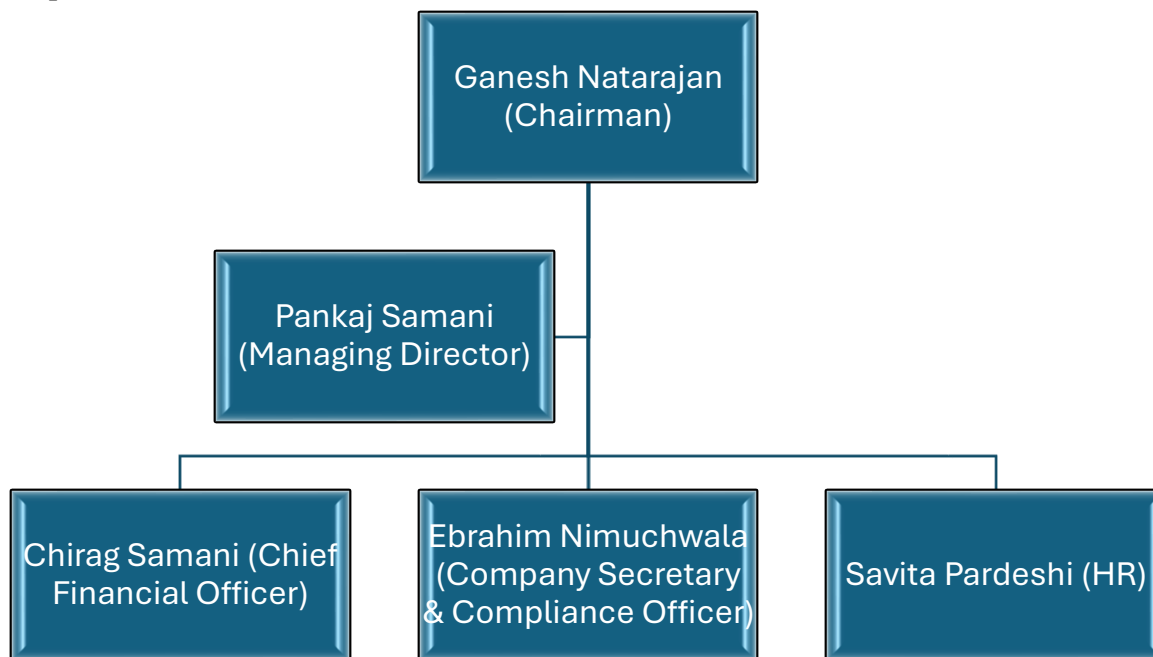 Ganesh Natarajan
(Chairman)
Pankaj Samani
(Managing Director)
Chirag Samani (Chief
Financial Officer)
Ebrahim Nimuchwala
(Company Secretary
& Compliance Officer)
Savita Pardeshi (HR)